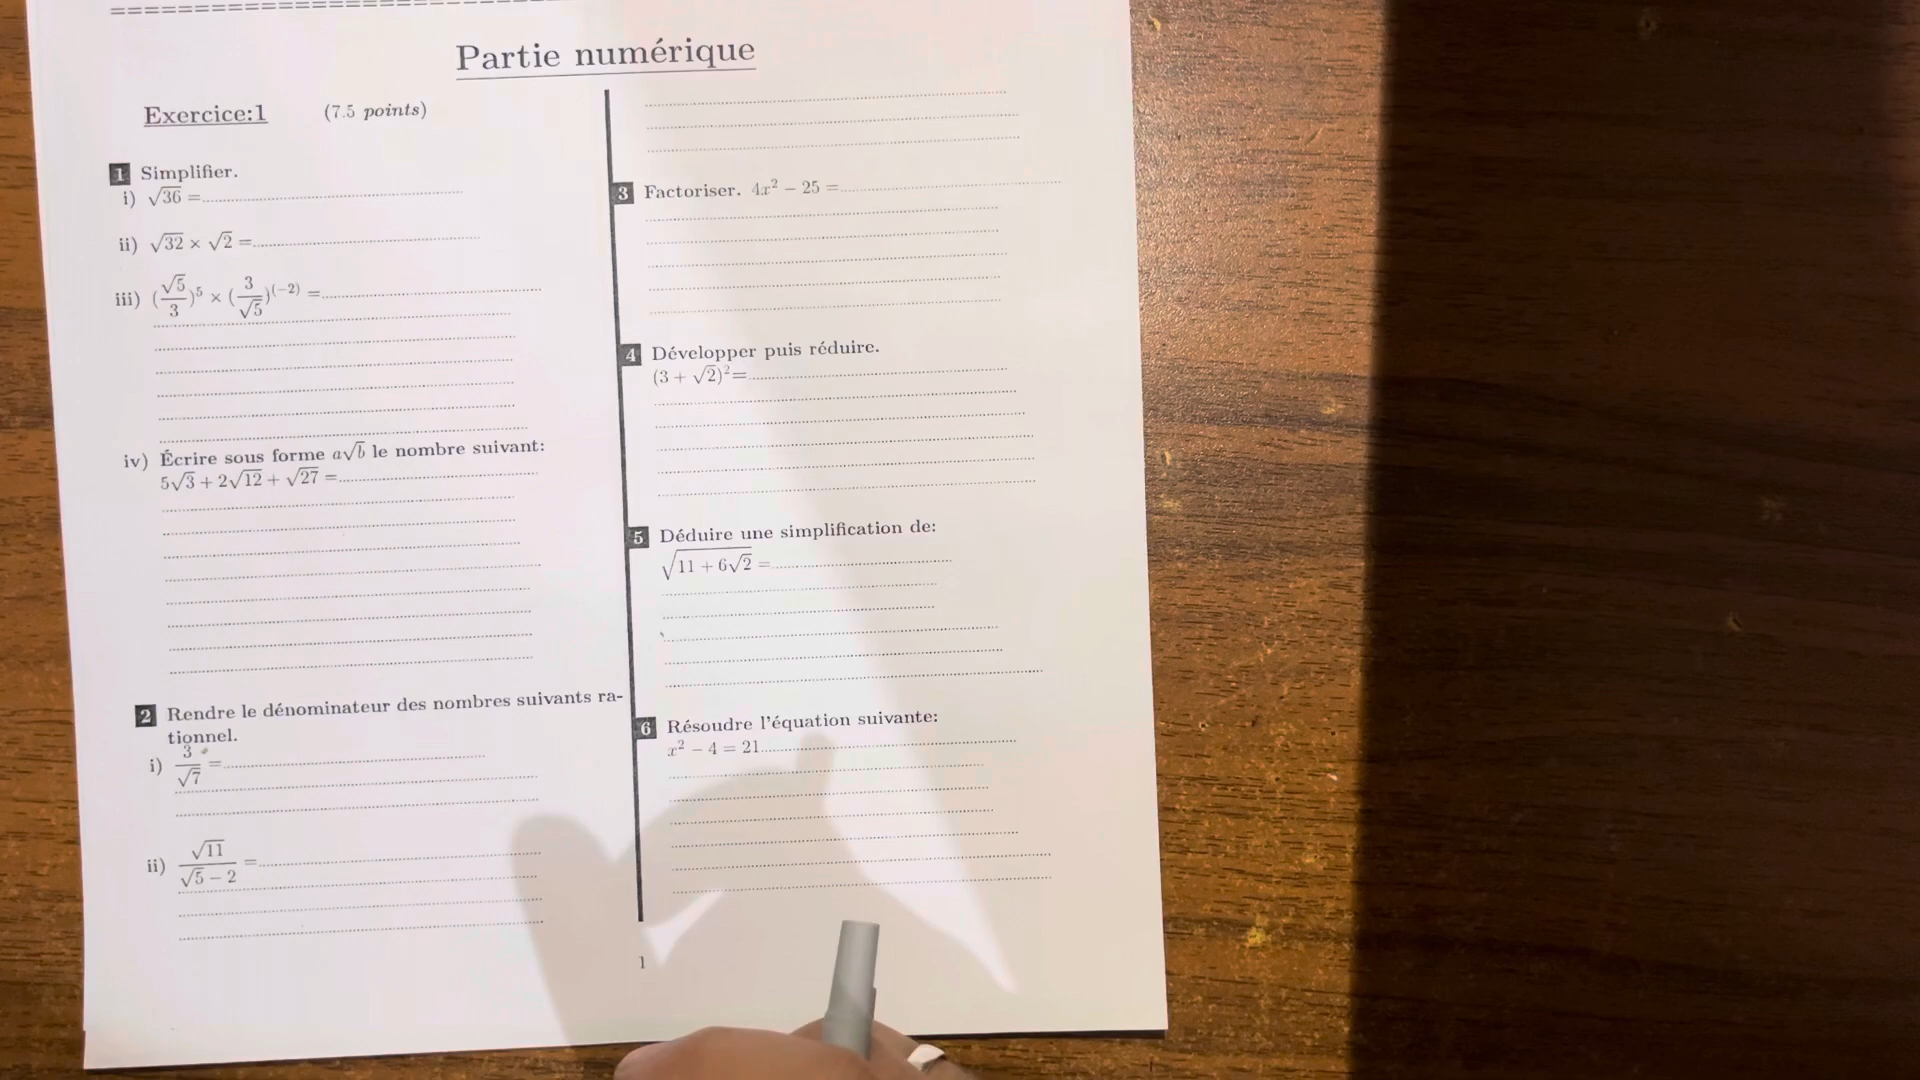 Partie numérique
Exercice:1 (7.5 points)
1 Simplifier.
i) √36 =
ii) √32 × √2 =
iii) (√5/3)⁵ × (3/√5)⁽⁻²⁾ =
iv) Écrire sous forme a√b le nombre suivant:
5√3 + 2√12 + √27 =
2 Rendre le dénominateur des nombres suivants ra-
tionnel.
i) 3/√7 =
ii) √11/(√5 − 2) =
3 Factoriser. 4x² − 25 =
4 Développer puis réduire.
(3 + √2)² =
5 Déduire une simplification de:
√(11 + 6√2) =
6 Résoudre l'équation suivante:
x² − 4 = 21
1